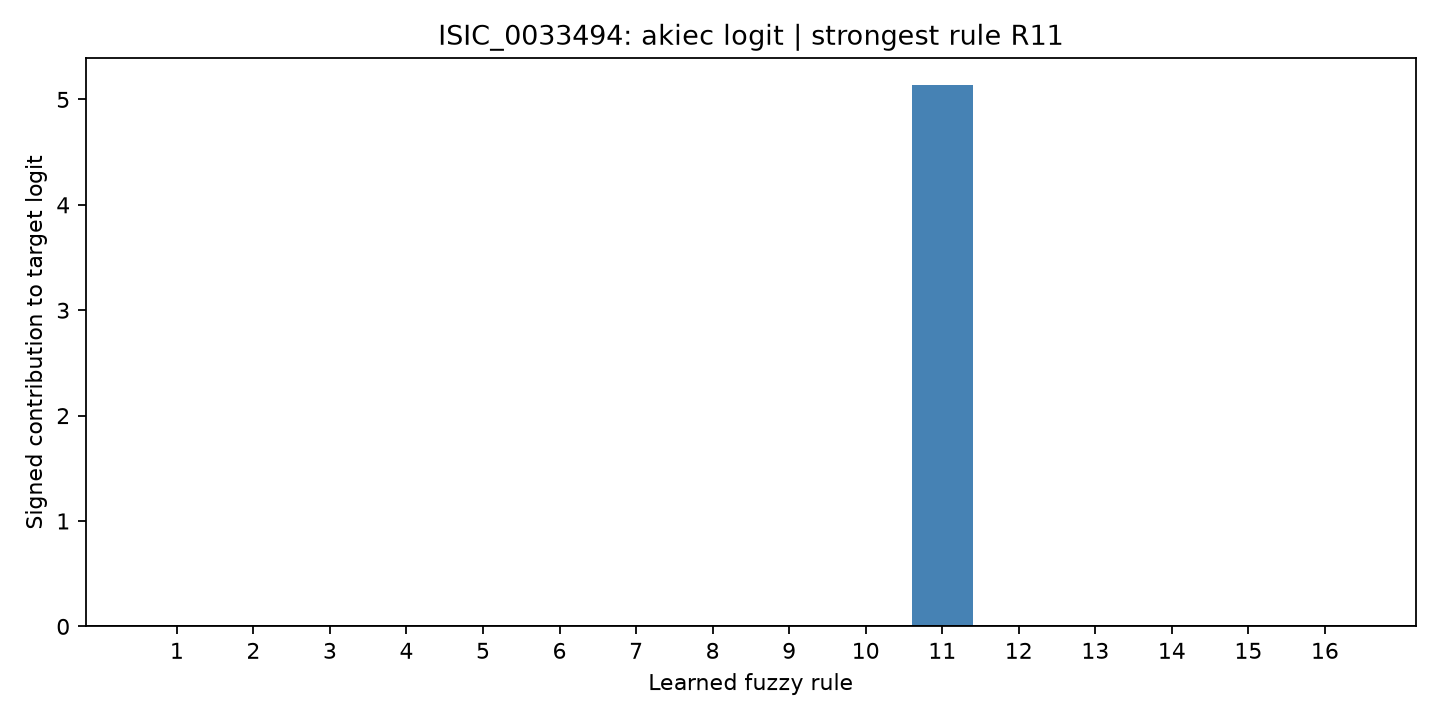 ISIC_0033494: akiec logit | strongest rule R11
Signed contribution to target logit
5
4
3
2
1
0
1 2 3 4 5 6 7 8 9 10 11 12 13 14 15 16
Learned fuzzy rule